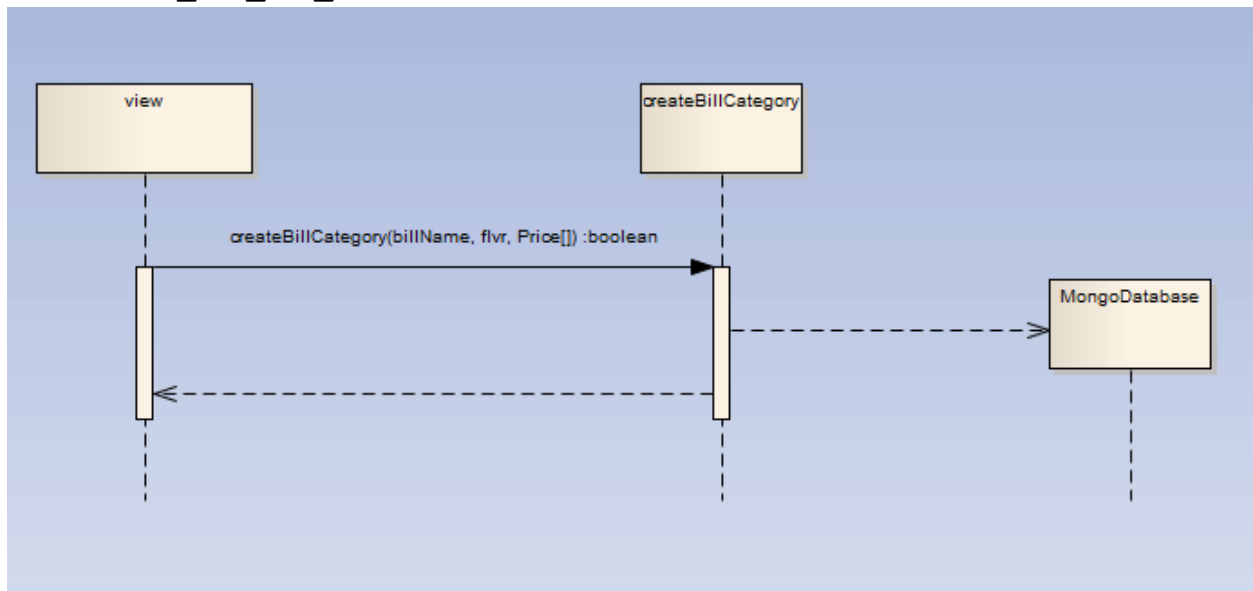 view
createBillCategory
createBillCategory(billName, flvr, Price[]) :boolean
MongoDatabase